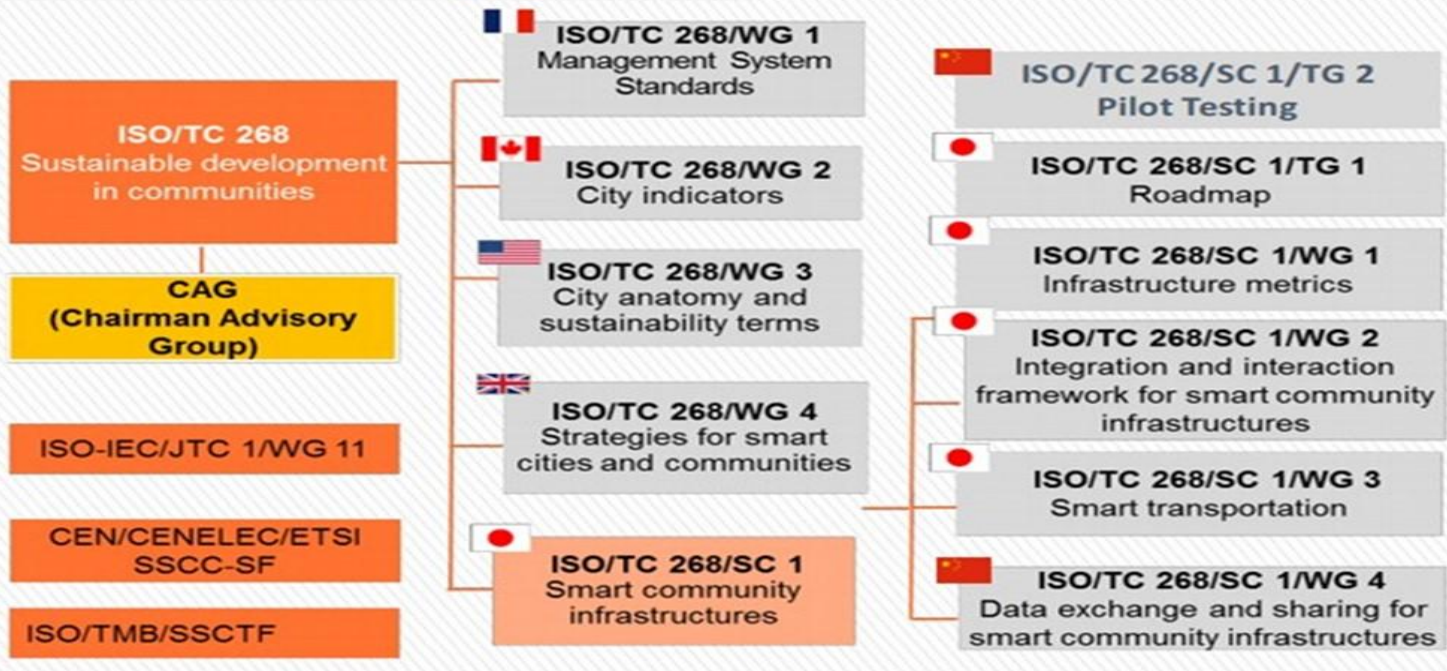 ISO/TC 268
Sustainable development
in communities
CAG
(Chairman Advisory
Group)
ISO-IEC/JTC 1/WG 11
CEN/CENELEC/ETSI
SSCC-SF
ISO/TMB/SSCTF
ISO/TC 268/WG 1
Management System
Standards
ISO/TC 268/WG 2
City indicators
ISO/TC 268/WG 3
City anatomy and
sustainability terms
ISO/TC 268/WG 4
Strategies for smart
cities and communities
ISO/TC 268/SC 1
Smart community
infrastructures
ISO/TC 268/SC 1/TG 2
Pilot Testing
ISO/TC 268/SC 1/TG 1
Roadmap
ISO/TC 268/SC 1/WG 1
Infrastructure metrics
ISO/TC 268/SC 1/WG 2
Integration and interaction
framework for smart community
infrastructures
ISO/TC 268/SC 1/WG 3
Smart transportation
ISO/TC 268/SC 1/WG 4
Data exchange and sharing for
smart community infrastructures